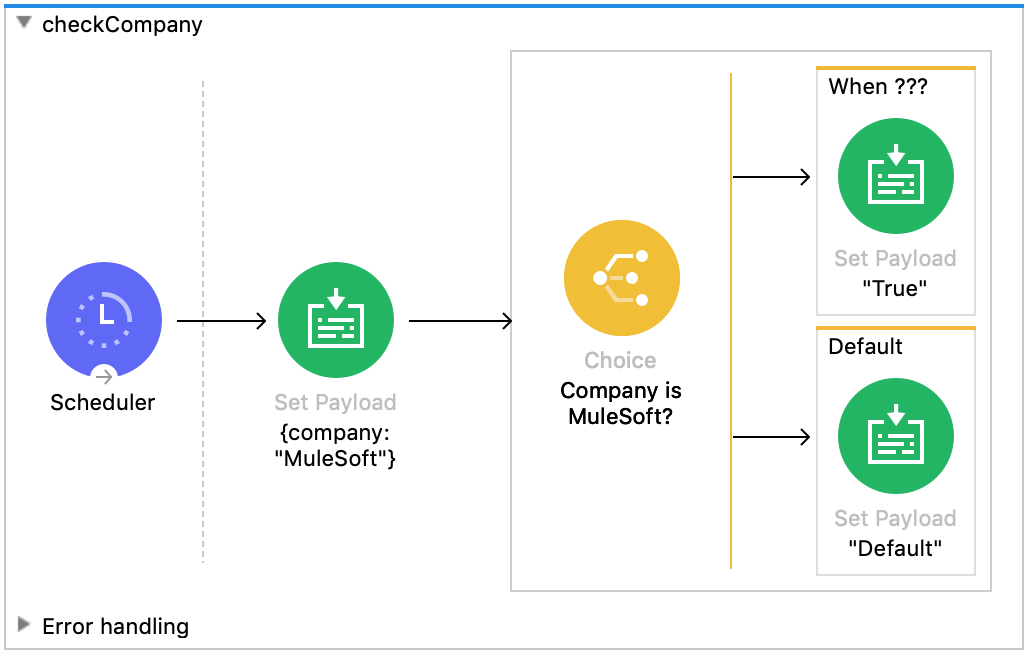 checkCompany
Scheduler
Set Payload
{company:
"MuleSoft"}
Choice
Company is
MuleSoft?
When ???
Set Payload
"True"
Default
Set Payload
"Default"
Error handling